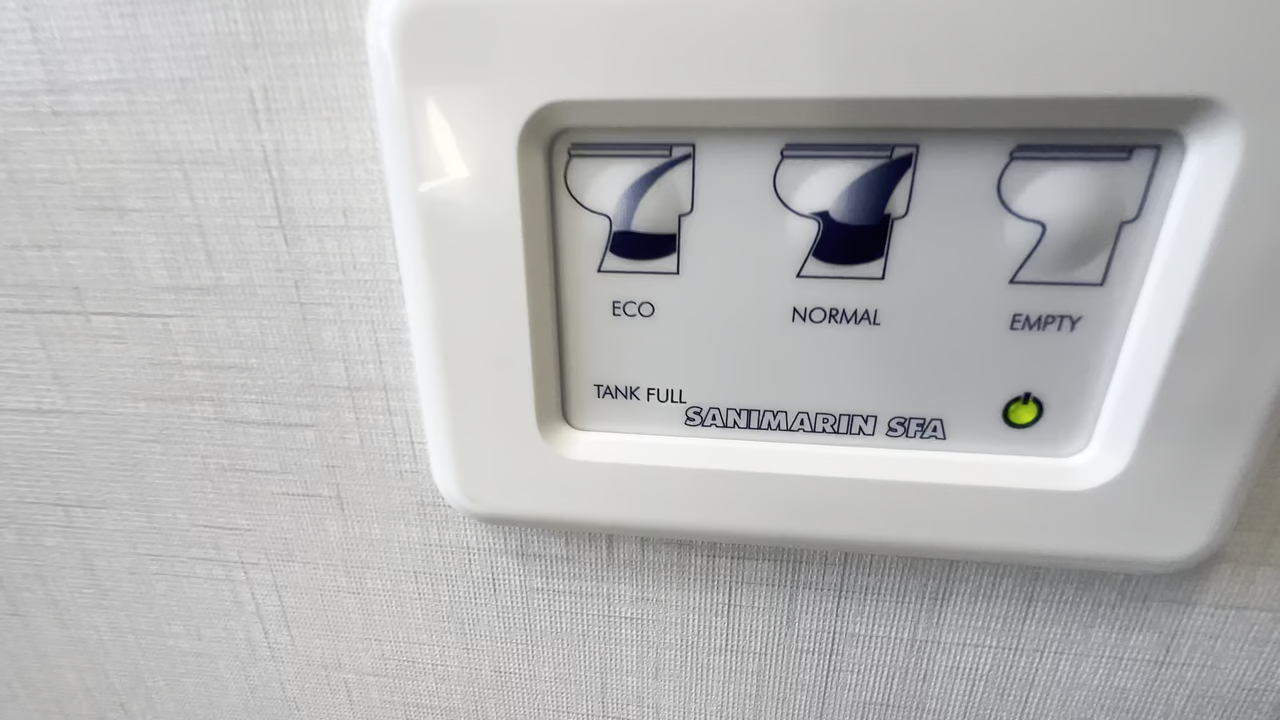 ECO
NORMAL
EMPTY
TANK FULL
SANIMARIN SFA